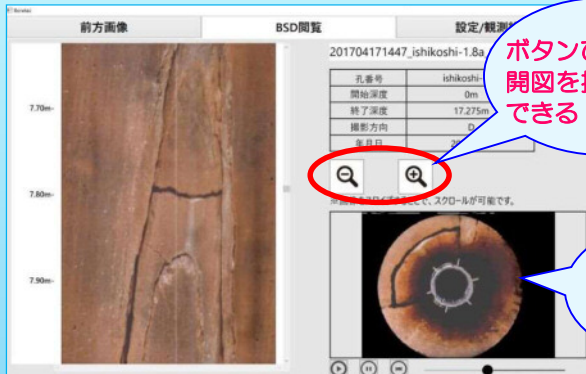 前方画像
BSD閲覧
設定/観測
201704171447_ishikoshi-1.8a
孔番号 ishikoshi-
開始深度 0m
終了深度 17.275m
撮影方向 D
年月日
スクロールが可能です。
7.70m-
7.80m-
7.90m-
ボタンで
開図を
できる